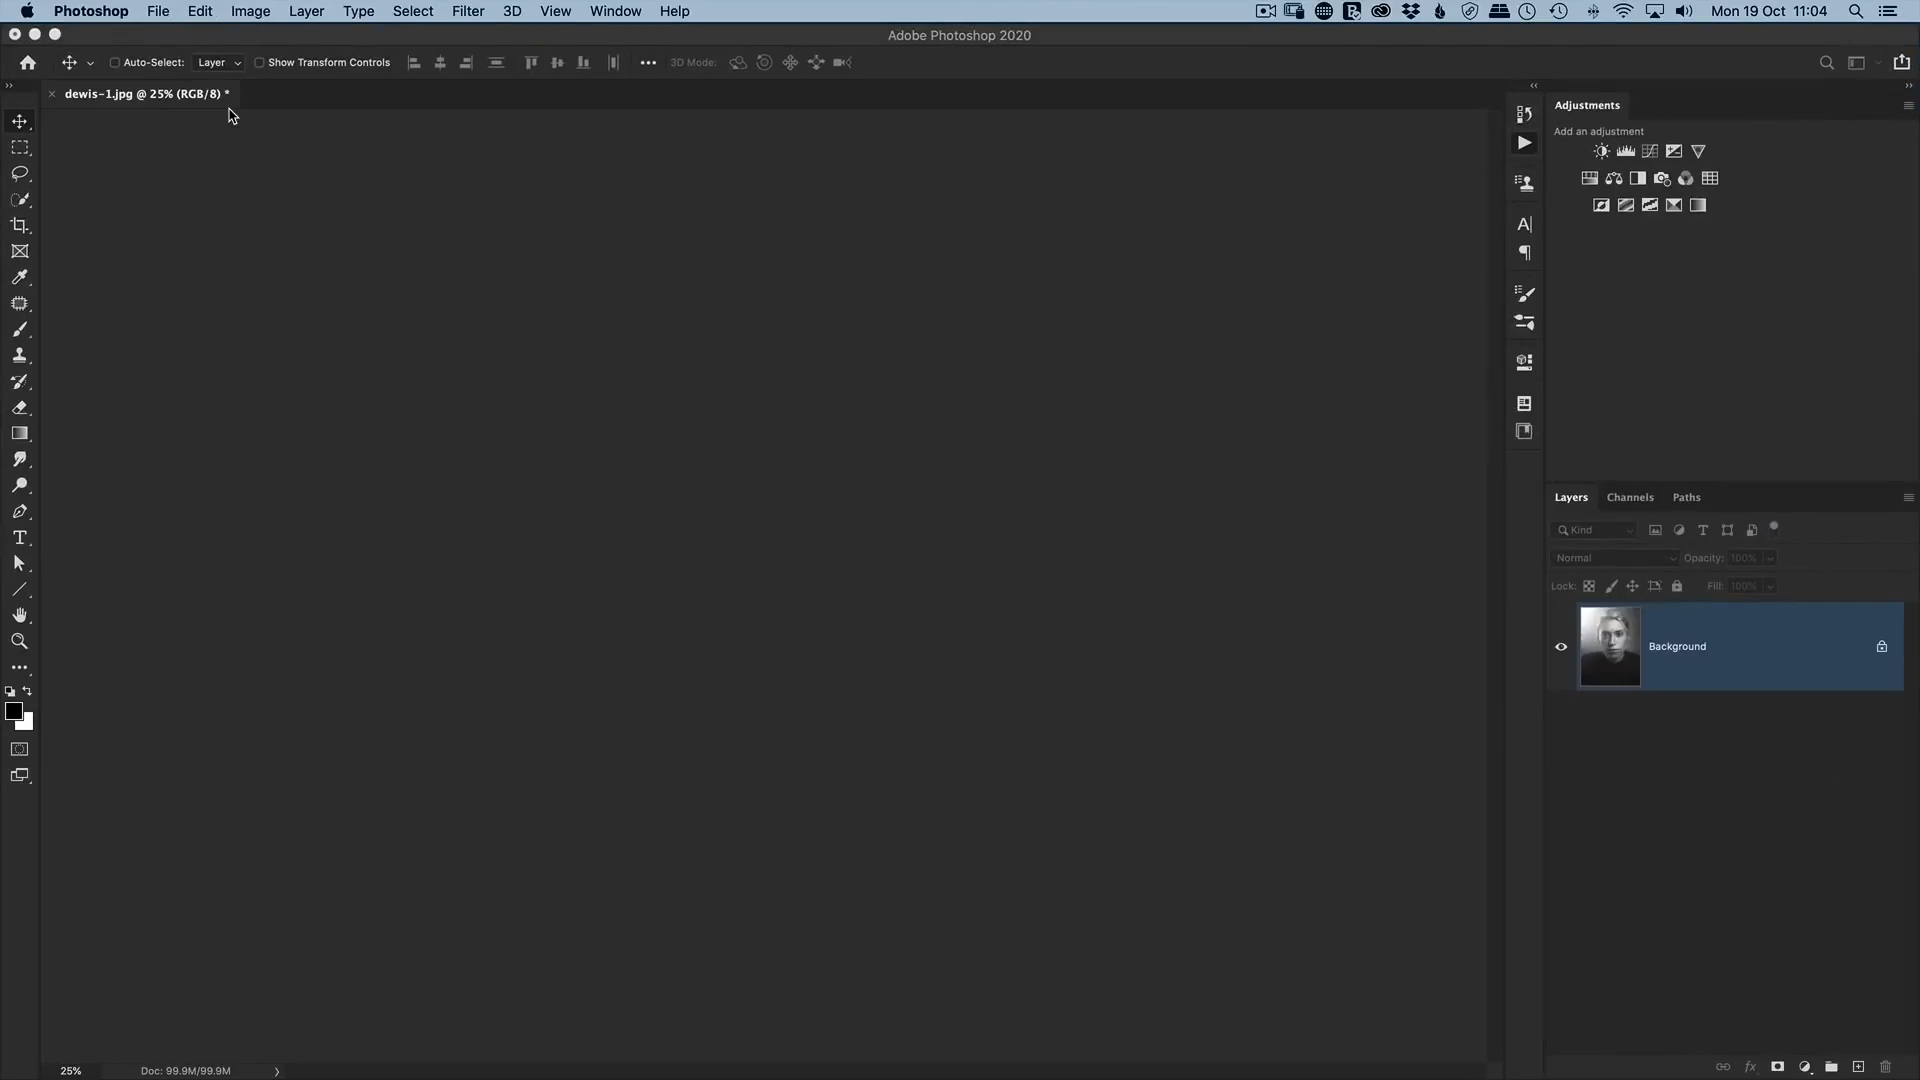 Photoshop File Edit Image Layer Type Select Filter 3D View Window Help Mon 19 Oct 11:04
Adobe Photoshop 2020
Auto-Select: Layer Show Transform Controls 3D Mode:
dewis-1.jpg @ 25% (RGB/8) *
Adjustments
Add an adjustment
Layers Channels Paths
Kind
Normal Opacity: 100%
Lock: Fill: 100%
Background
25% Doc: 99.9M/99.9M